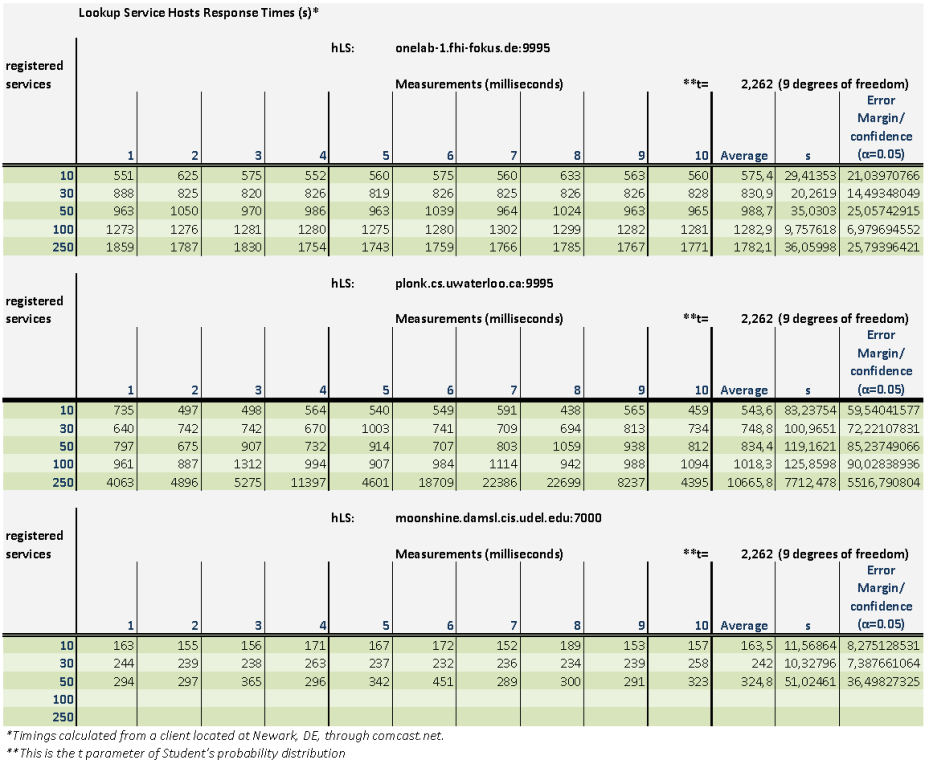 Lookup Service Hosts Response Times (s)*
hLS: onelab-1.fhi-fokus.de:9995
registered services
Measurements (milliseconds) **t= 2,262 (9 degrees of freedom)
1 2 3 4 5 6 7 8 9 10 Average s Error Margin/ confidence (α=0.05)
10 551 625 575 552 560 575 560 633 563 560 575,4 29,41353 21,03970766
30 888 825 820 826 819 826 825 826 826 828 830,9 20,2619 14,49348049
50 963 1050 970 986 963 1039 964 1024 963 965 988,7 35,0303 25,05742915
100 1273 1276 1281 1280 1275 1280 1302 1299 1282 1281 1282,9 9,757618 6,979694552
250 1859 1787 1830 1754 1743 1759 1766 1785 1767 1771 1782,1 36,05998 25,79396421
hLS: plonk.cs.uwaterloo.ca:9995
registered services
Measurements (milliseconds) **t= 2,262 (9 degrees of freedom)
1 2 3 4 5 6 7 8 9 10 Average s Error Margin/ confidence (α=0.05)
10 735 497 498 564 540 549 591 438 565 459 543,6 83,23754 59,54041577
30 640 742 742 670 1003 741 709 694 813 734 748,8 100,9651 72,22107831
50 797 675 907 732 914 707 803 1059 938 812 834,4 119,1621 85,23749066
100 961 887 1312 994 907 984 1114 942 988 1094 1018,3 125,8598 90,02838936
250 4063 4896 5275 11397 4601 18709 22386 22699 8237 4395 10665,8 7712,478 5516,790804
hLS: moonshine.damsl.cis.udel.edu:7000
registered services
Measurements (milliseconds) **t= 2,262 (9 degrees of freedom)
1 2 3 4 5 6 7 8 9 10 Average s Error Margin/ confidence (α=0.05)
10 163 155 156 171 167 172 152 189 153 157 163,5 11,56864 8,275128531
30 244 239 238 263 237 232 236 234 239 258 242 10,32796 7,387661064
50 294 297 365 296 342 451 289 300 291 323 324,8 51,02461 36,49827325
100
250
*Timings calculated from a client located at Newark, DE, through comcast.net.
**This is the t parameter of Student's probability distribution